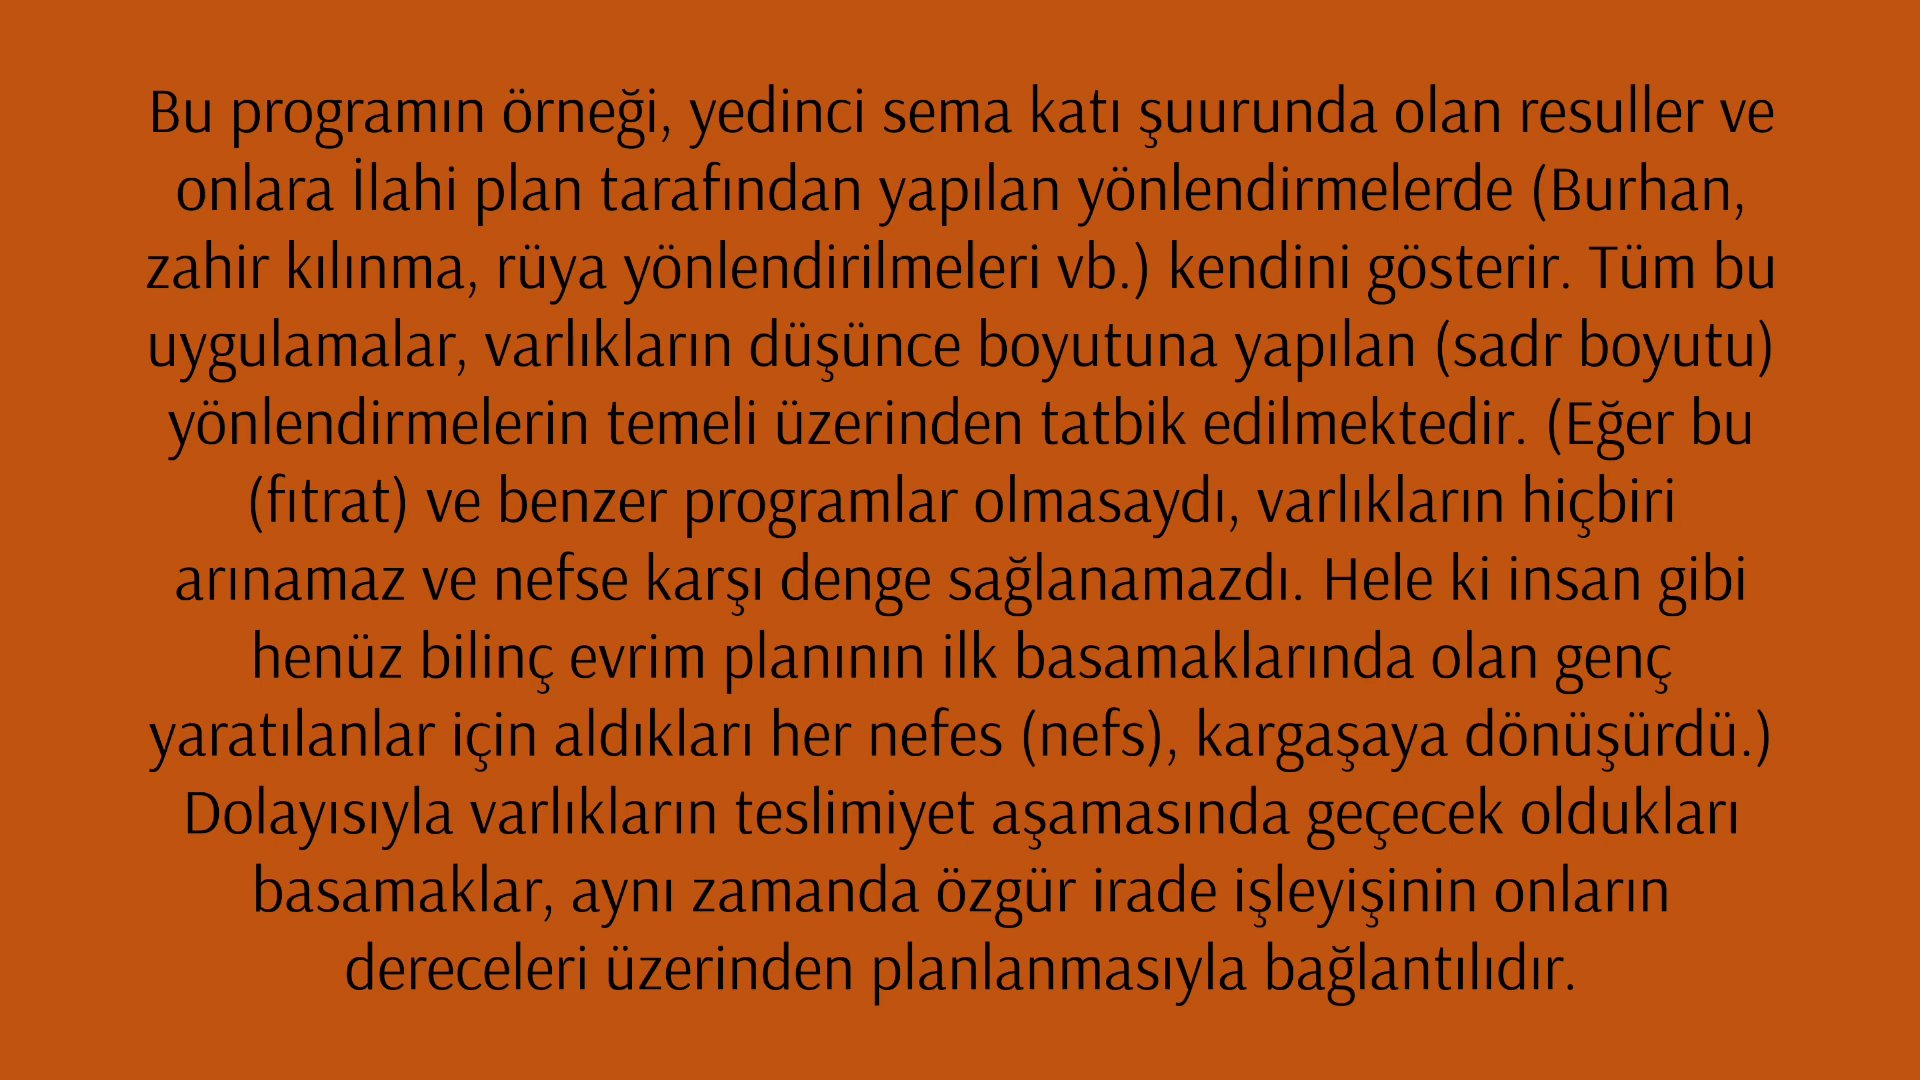 Bu programın örneği, yedinci sema katı şuurunda olan resuller ve
onlara İlahi plan tarafından yapılan yönlendirmelerde (Burhan,
zahir kılınma, rüya yönlendirilmeleri vb.) kendini gösterir. Tüm bu
uygulamalar, varlıkların düşünce boyutuna yapılan (sadr boyutu)
yönlendirmelerin temeli üzerinden tatbik edilmektedir. (Eğer bu
(fıtrat) ve benzer programlar olmasaydı, varlıkların hiçbiri
arınamaz ve nefse karşı denge sağlanamazdı. Hele ki insan gibi
henüz bilinç evrim planının ilk basamaklarında olan genç
yaratılanlar için aldıkları her nefes (nefs), kargaşaya dönüşürdü.)
Dolayısıyla varlıkların teslimiyet aşamasında geçecek oldukları
basamaklar, aynı zamanda özgür irade işleyişinin onların
dereceleri üzerinden planlanmasıyla bağlantılıdır.